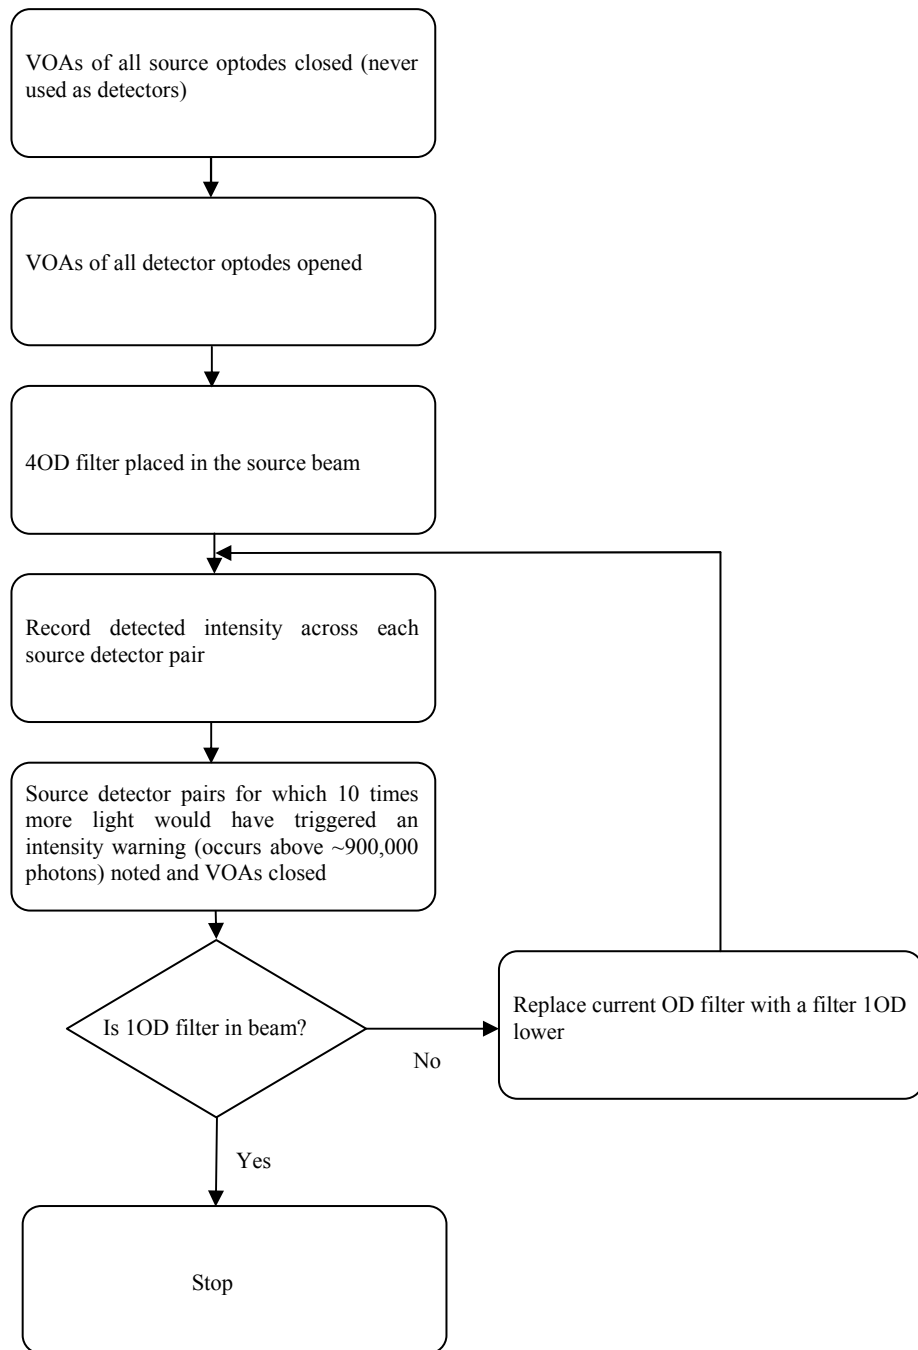 VOAs of all source optodes closed (never
used as detectors)
VOAs of all detector optodes opened
4OD filter placed in the source beam
Record detected intensity across each
source detector pair
Source detector pairs for which 10 times
more light would have triggered an
intensity warning (occurs above ~900,000
photons) noted and VOAs closed
Is 1OD filter in beam?
No
Replace current OD filter with a filter 1OD
lower
Yes
Stop